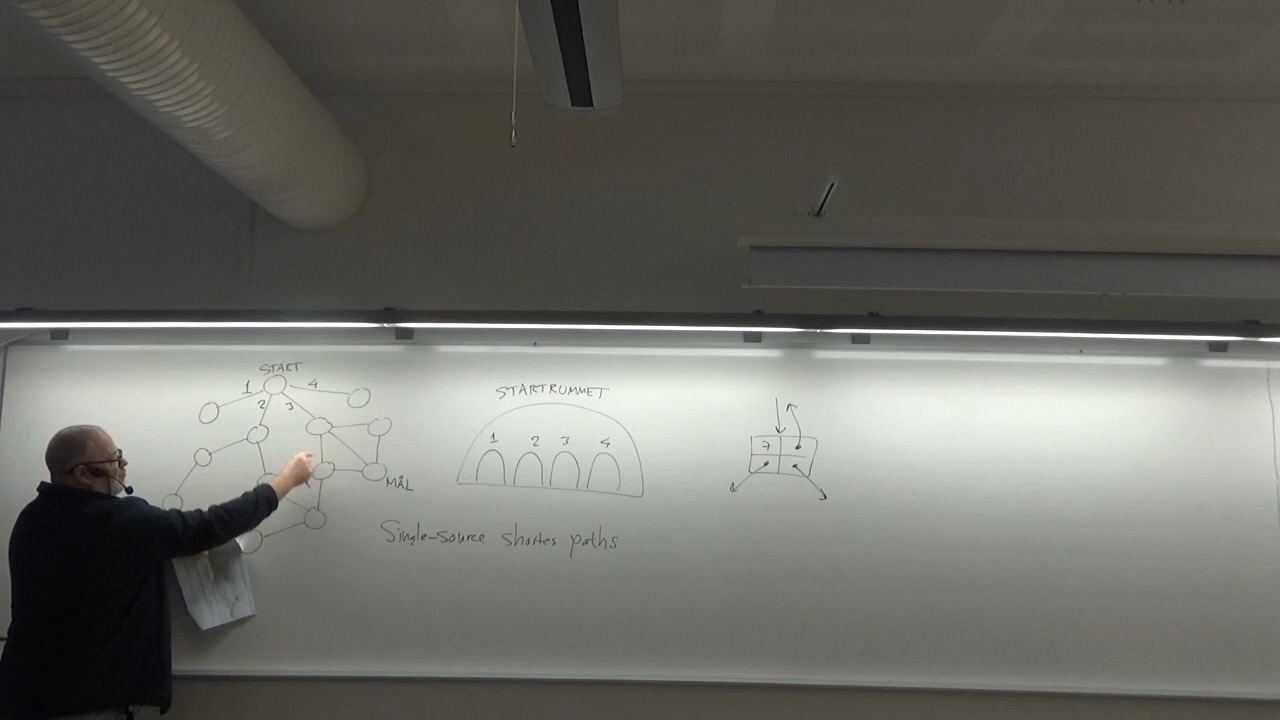 START
1 4
2 3
MÅL
STARTRUMMET
1 2 3 4
Single-source shortes paths
7